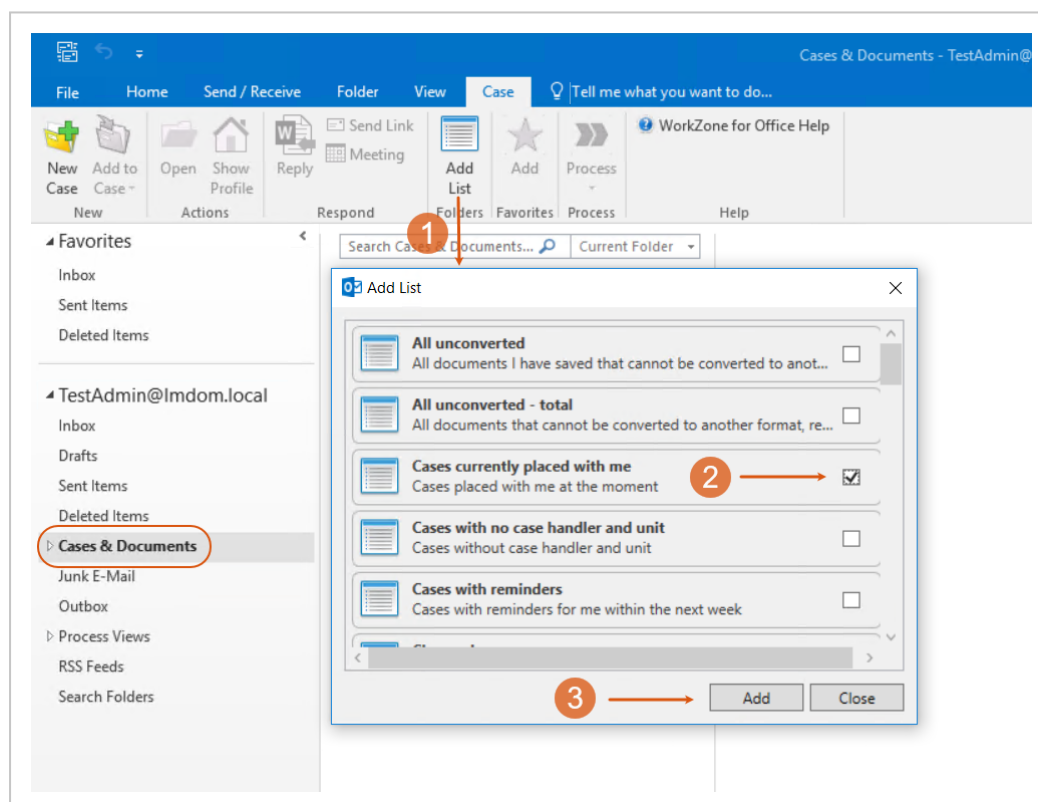 Cases & Documents - TestAdmin@
File Home Send / Receive Folder View Case Tell me what you want to do...
New Case
Add to Case
Open
Show Profile
Reply
Send Link
Meeting
Add List
Add
Process
WorkZone for Office Help
New Actions Respond Folders Favorites Process Help
1
Favorites
Inbox
Sent Items
Deleted Items
TestAdmin@lmdom.local
Inbox
Drafts
Sent Items
Deleted Items
Cases & Documents
Junk E-Mail
Outbox
Process Views
RSS Feeds
Search Folders
Search Cases & Documents... Current Folder
Add List
All unconverted
All documents I have saved that cannot be converted to anot...
All unconverted - total
All documents that cannot be converted to another format, re...
Cases currently placed with me
Cases placed with me at the moment
2
Cases with no case handler and unit
Cases without case handler and unit
Cases with reminders
Cases with reminders for me within the next week
3
Add Close